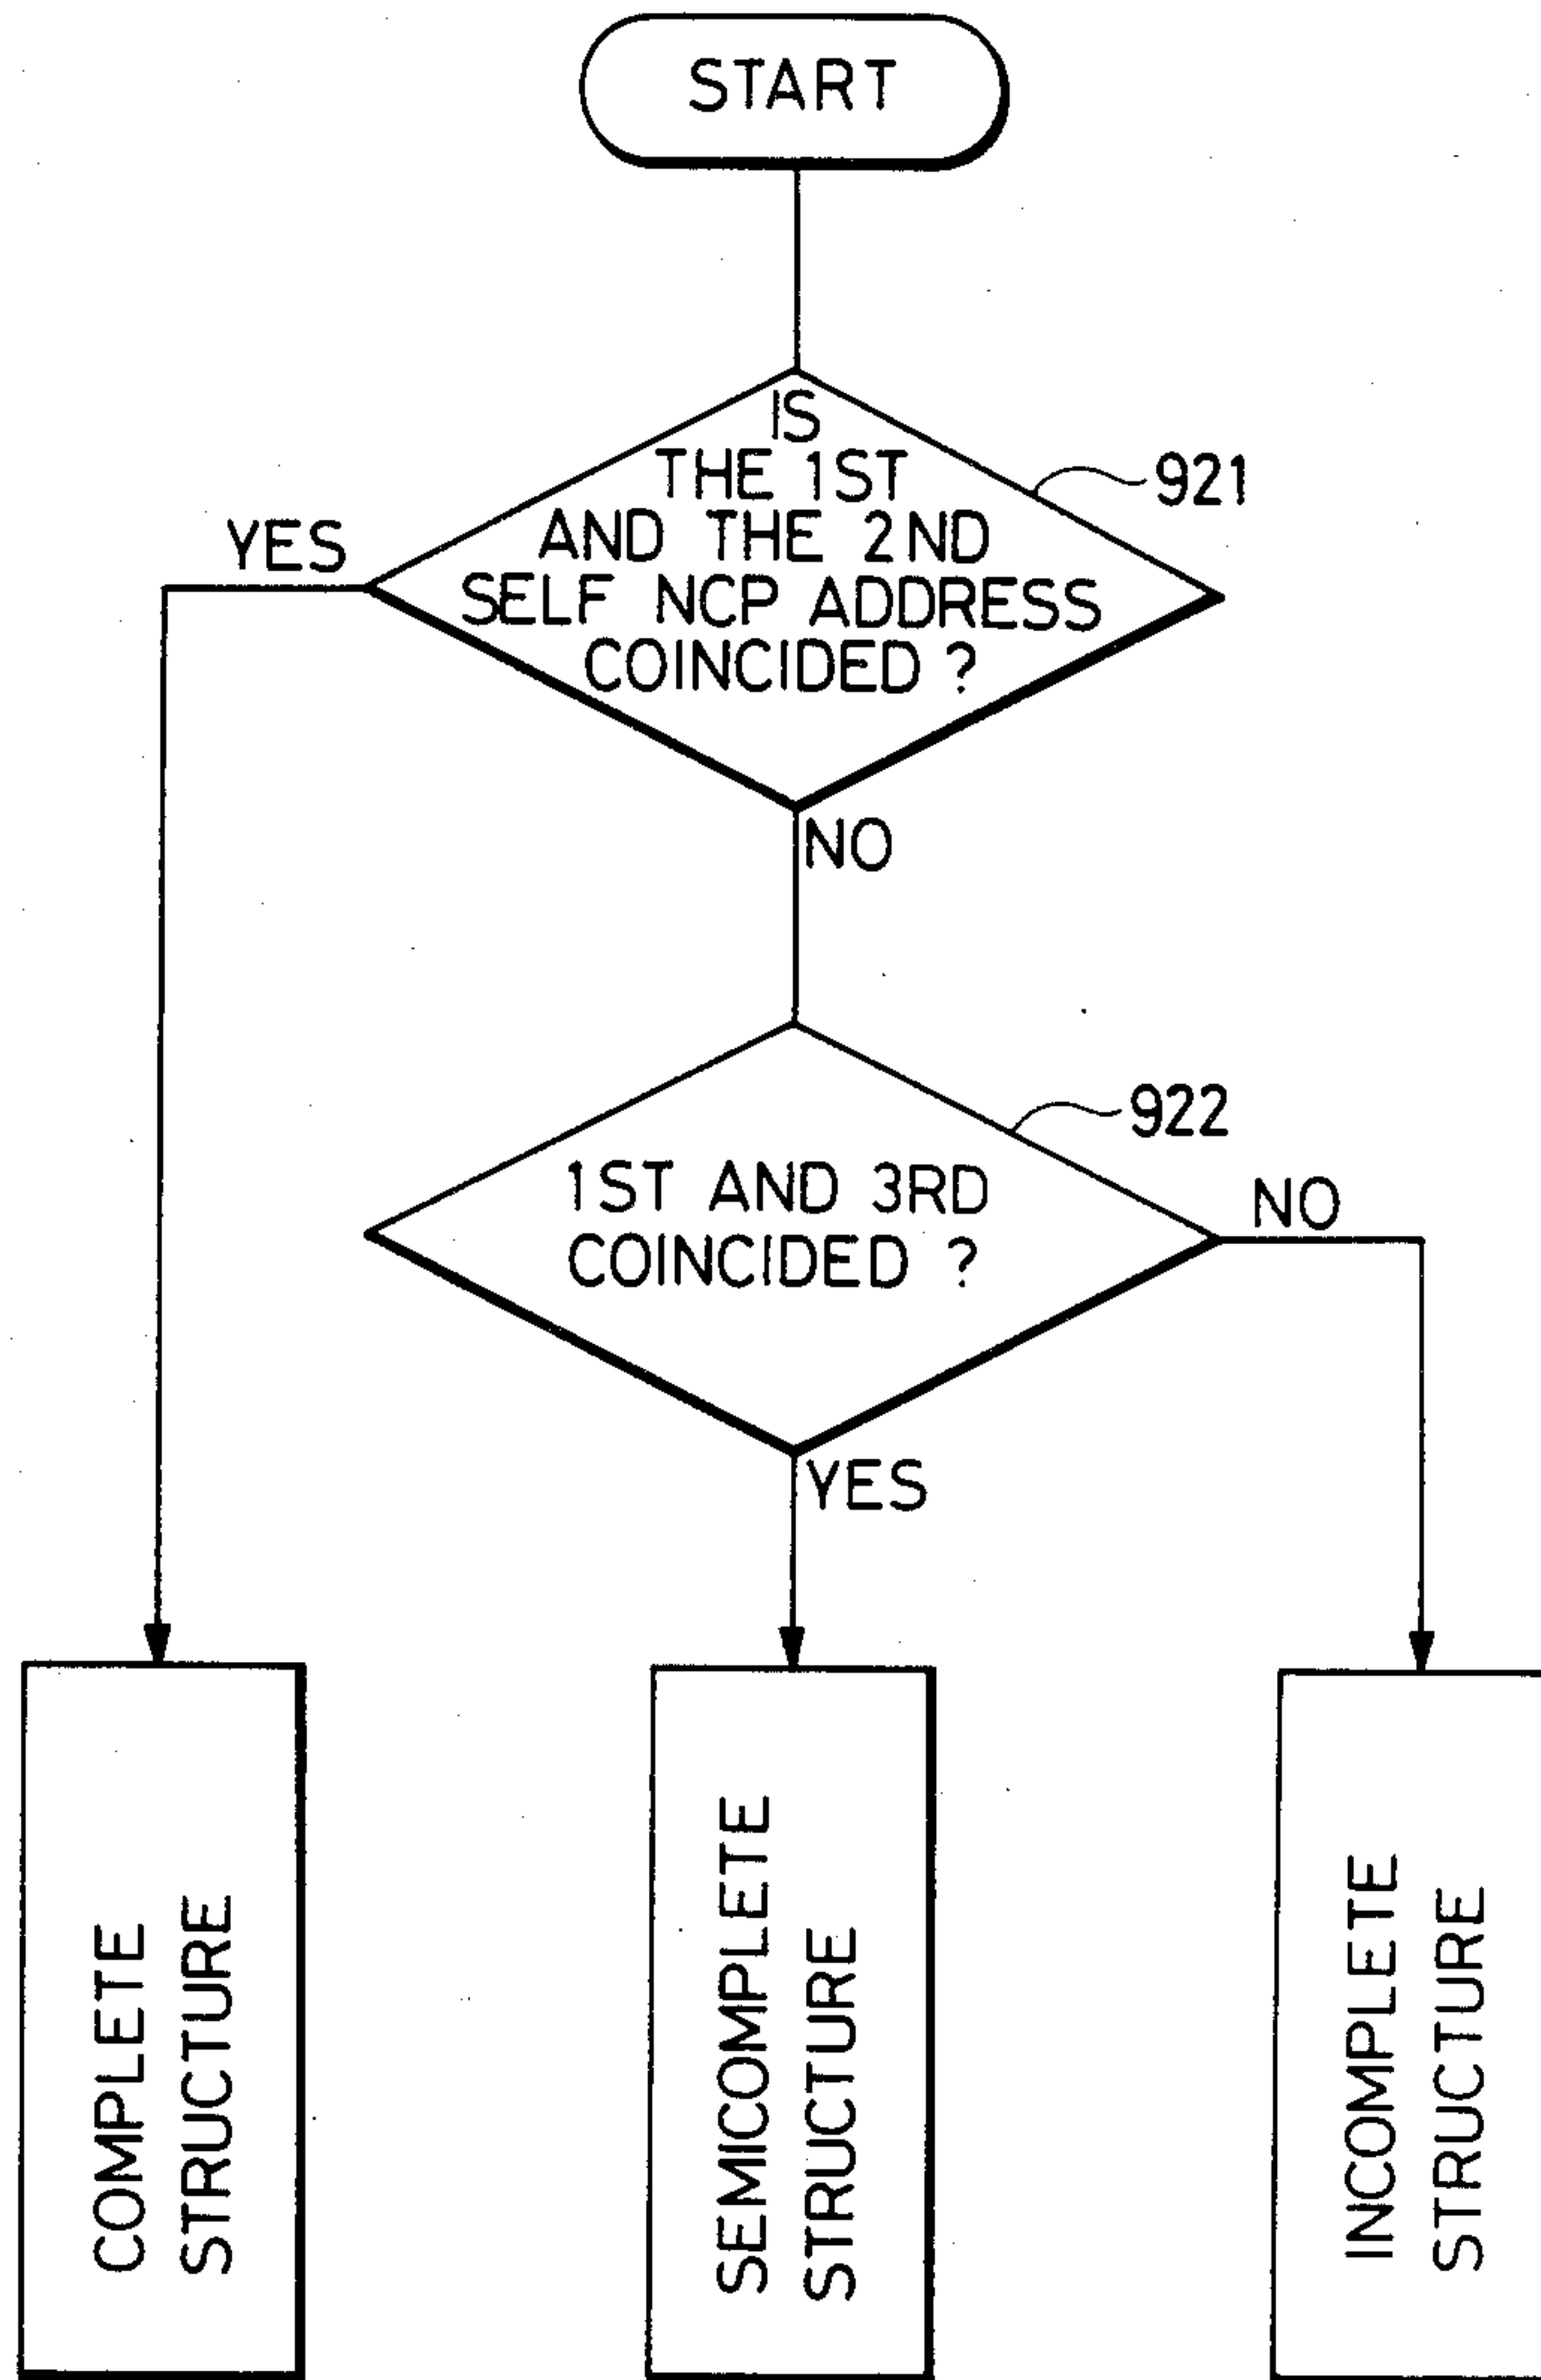 START
IS
THE 1ST
AND THE 2ND
SELF NCP ADDRESS
COINCIDED ?
921
YES
NO
1ST AND 3RD
COINCIDED ?
922
NO
YES
COMPLETE
STRUCTURE
SEMICOMPLETE
STRUCTURE
INCOMPLETE
STRUCTURE